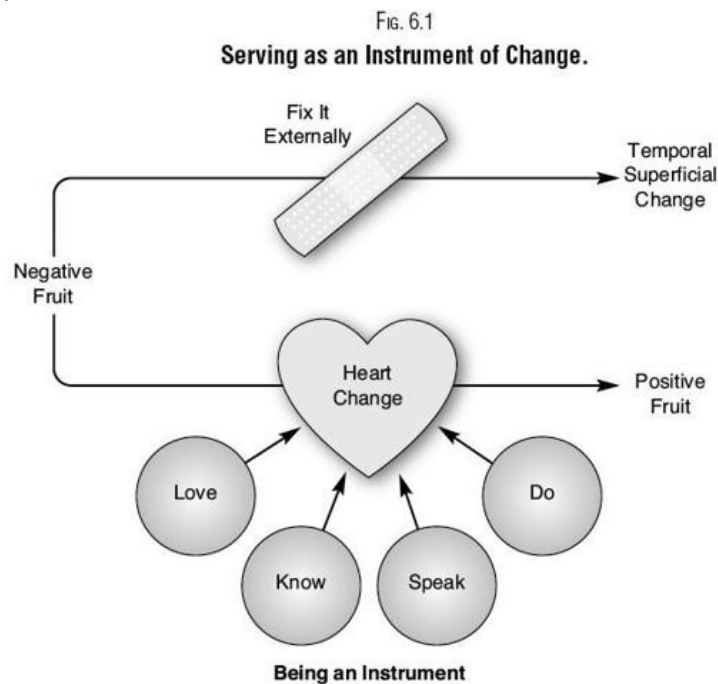 FIG. 6.1
Serving as an Instrument of Change.
Fix It
Externally
Temporal
Superficial
Change
Negative
Fruit
Heart
Change
Positive
Fruit
Love
Do
Know
Speak
Being an Instrument